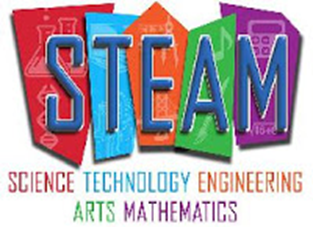 STEAM
SCIENCE TECHNOLOGY ENGINEERING
ARTS MATHEMATICS